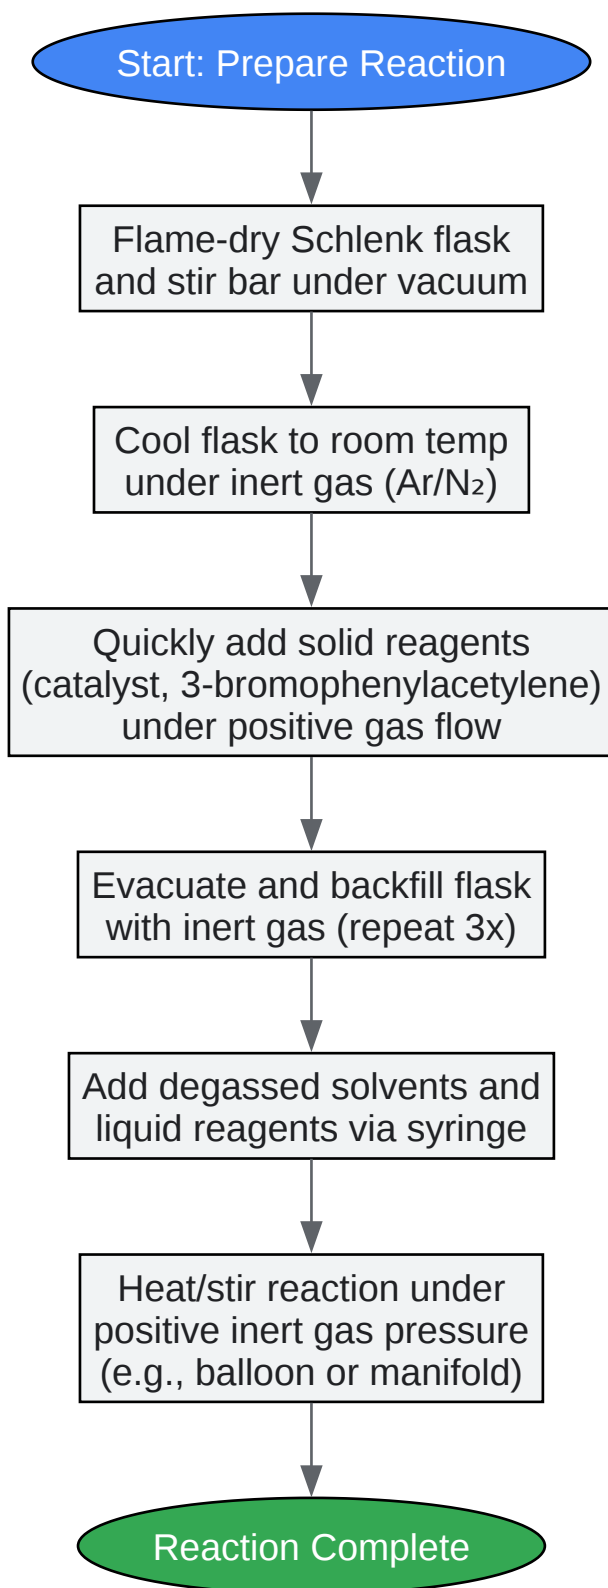 Start: Prepare Reaction
Flame-dry Schlenk flask
and stir bar under vacuum
Cool flask to room temp
under inert gas (Ar/N₂)
Quickly add solid reagents
(catalyst, 3-bromophenylacetylene)
under positive gas flow
Evacuate and backfill flask
with inert gas (repeat 3x)
Add degassed solvents and
liquid reagents via syringe
Heat/stir reaction under
positive inert gas pressure
(e.g., balloon or manifold)
Reaction Complete